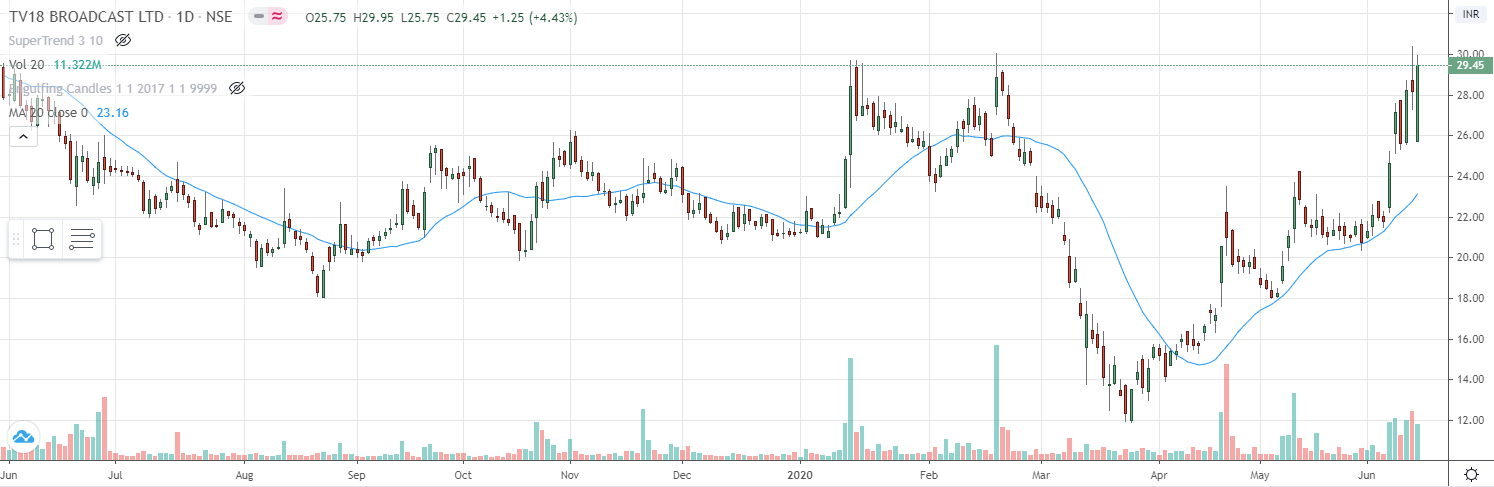 TV18 BROADCAST LTD · 1D · NSE O25.75 H29.95 L25.75 C29.45 +1.25 (+4.43%)
INR
SuperTrend 3 10
30.00
Vol 20 11.322M
29.45
Engulfing Candles 1 1 2017 1 1 9999
28.00
MA 20 close 0 23.16
26.00
24.00
22.00
20.00
18.00
16.00
14.00
12.00
Jun Jul Aug Sep Oct Nov Dec 2020 Feb Mar Apr May Jun